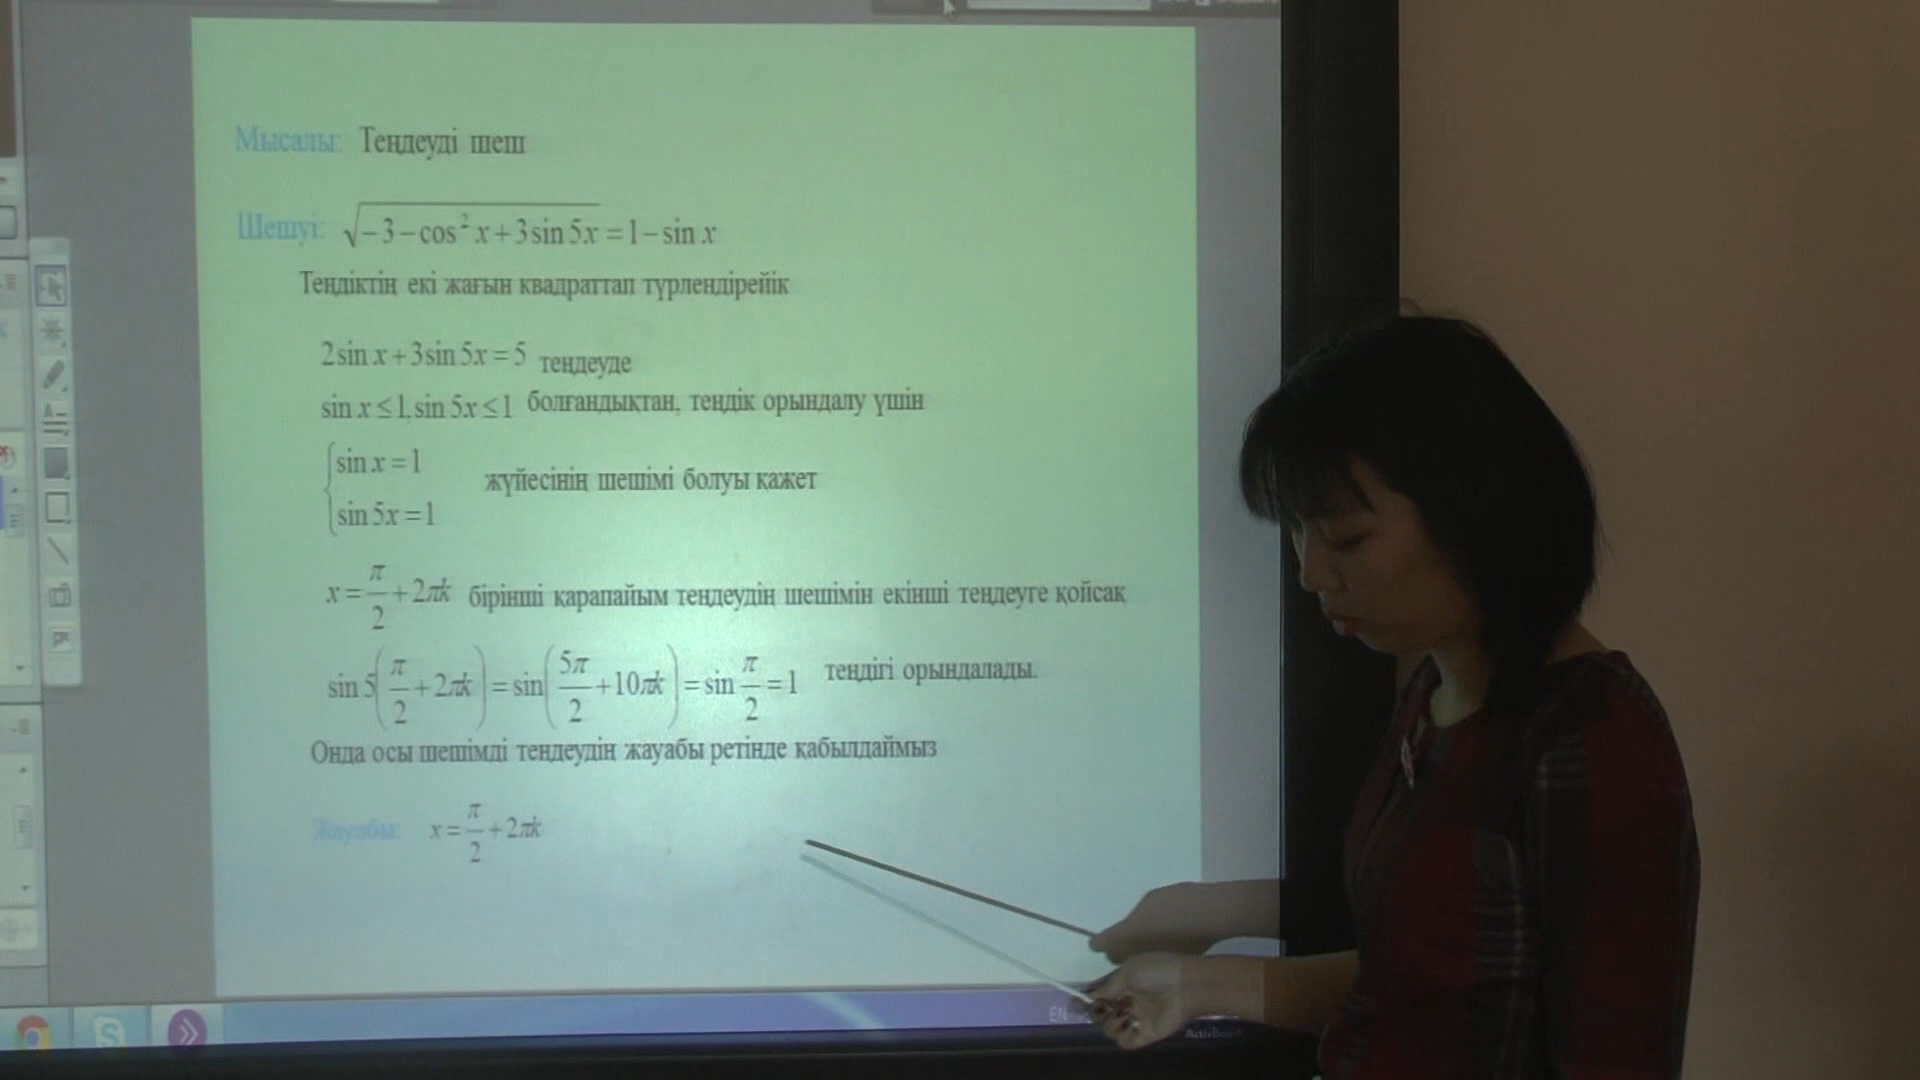 Мысалы: Теңдеуді шеш
Шешуі: √(−3−cos² x+3sin 5x) = 1−sin x
Теңдіктің екі жағын квадраттап түрлендірейік
2sin x+3sin 5x = 5 теңдеуде
sin x ≤ 1, sin 5x ≤ 1 болғандықтан, теңдік орындалу үшін
{sin x = 1
sin 5x = 1
жүйесінің шешімі болуы қажет
x = π/2 + 2πk бірінші қарапайым теңдеудің шешімін екінші теңдеуге қойсақ
sin 5(π/2 + 2πk) = sin(5π/2 + 10πk) = sin π/2 = 1 теңдігі орындалады.
Онда осы шешімді теңдеудің жауабы ретінде қабылдаймыз
Жауабы: x = π/2 + 2πk
EN
ActivBoard